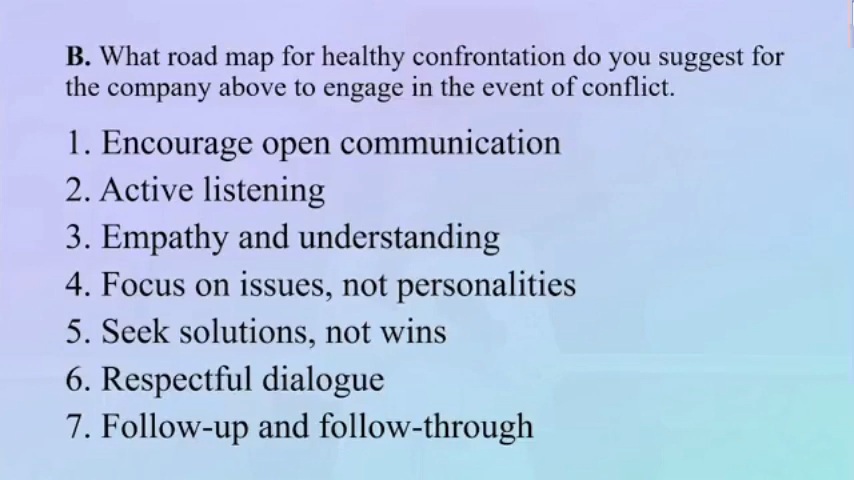 B. What road map for healthy confrontation do you suggest for
the company above to engage in the event of conflict.
1. Encourage open communication
2. Active listening
3. Empathy and understanding
4. Focus on issues, not personalities
5. Seek solutions, not wins
6. Respectful dialogue
7. Follow-up and follow-through